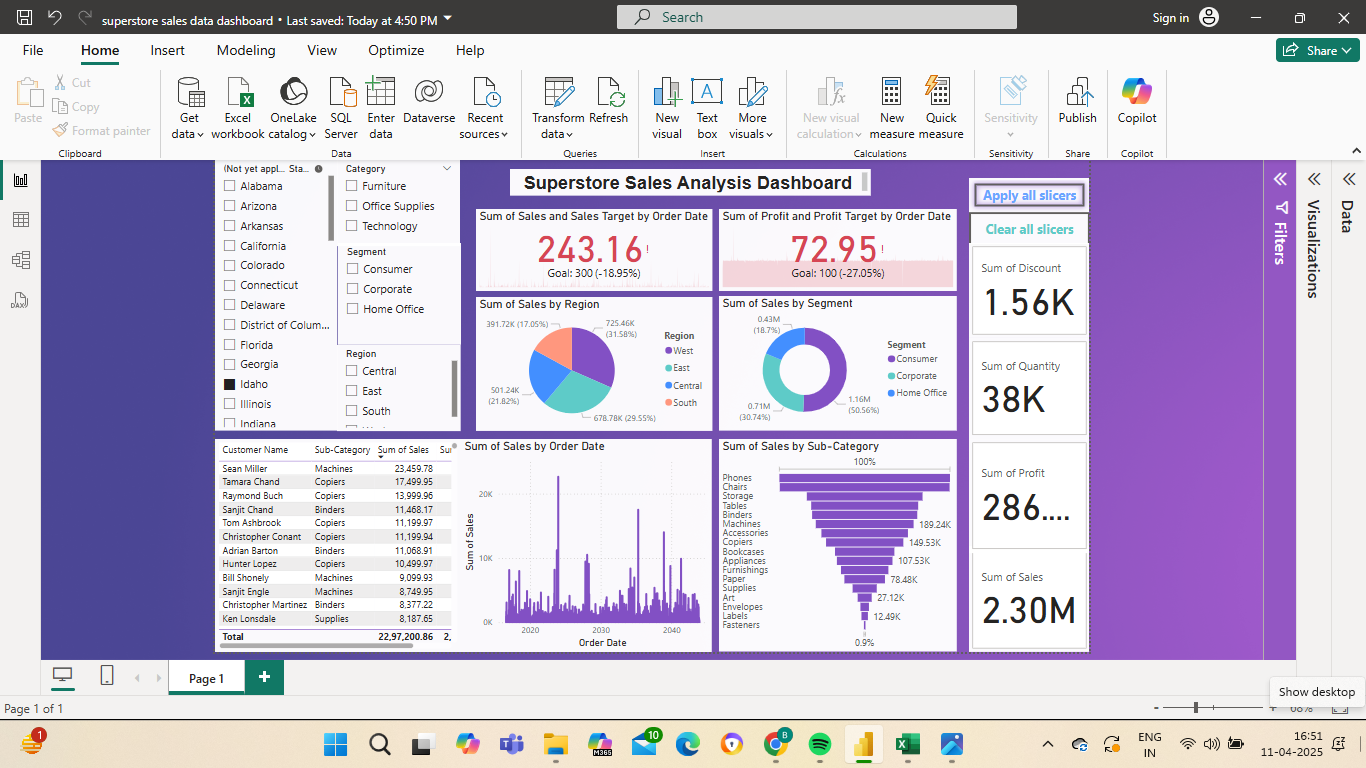 superstore sales data dashboard • Last saved: Today at 4:50 PM
Search
Sign in
File
Home
Insert
Modeling
View
Optimize
Help
Share
Paste
Cut
Copy
Format painter
Clipboard
Get data
Excel workbook
OneLake catalog
SQL Server
Enter data
Dataverse
Recent sources
Data
Transform data
Refresh
Queries
New visual
Text box
More visuals
Insert
New visual calculation
New measure
Quick measure
Calculations
Sensitivity
Sensitivity
Publish
Share
Copilot
Copilot
(Not yet appl... Sta...
Alabama
Arizona
Arkansas
California
Colorado
Connecticut
Delaware
District of Colum...
Florida
Georgia
Idaho
Illinois
Indiana
Category
Furniture
Office Supplies
Technology
Segment
Consumer
Corporate
Home Office
Region
Central
East
South
Superstore Sales Analysis Dashboard
Sum of Sales and Sales Target by Order Date
243.16!
Goal: 300 (-18.95%)
Sum of Profit and Profit Target by Order Date
72.95!
Goal: 100 (-27.05%)
Sum of Sales by Region
391.72K (17.05%)
725.46K
(31.58%)
501.24K
(21.82%)
678.78K (29.55%)
Region
West
East
Central
South
Sum of Sales by Segment
0.43M
(18.7%)
0.71M
(30.74%)
1.16M
(50.56%)
Segment
Consumer
Corporate
Home Office
Apply all slicers
Clear all slicers
Sum of Discount
1.56K
Sum of Quantity
38K
Sum of Profit
286....
Sum of Sales
2.30M
Filters
Visualizations
Data
Customer Name Sub-Category Sum of Sales Su
Sean Miller Machines 23,459.78
Tamara Chand Copiers 17,499.95
Raymond Buch Copiers 13,999.96
Sanjit Chand Binders 11,468.17
Tom Ashbrook Copiers 11,199.97
Christopher Conant Copiers 11,199.94
Adrian Barton Binders 11,068.91
Hunter Lopez Copiers 10,499.97
Bill Shonely Machines 9,099.93
Sanjit Engle Machines 8,749.95
Christopher Martinez Binders 8,377.22
Ken Lonsdale Supplies 8,187.65
Total 22,97,200.86 2,
Sum of Sales by Order Date
Sum of Sales
20K
10K
0K
2020 2030 2040
Order Date
Sum of Sales by Sub-Category
100%
Phones
Chairs
Storage
Tables
Binders
Machines 189.24K
Accessories
Copiers 149.53K
Bookcases
Appliances 107.53K
Furnishings
Paper 78.48K
Supplies
Art 27.12K
Envelopes
Labels 12.49K
Fasteners
0.9%
Page 1
+
Page 1 of 1
Show desktop
- + 68%
1
M365
10
B
ENG
IN
16:51
11-04-2025
DAX